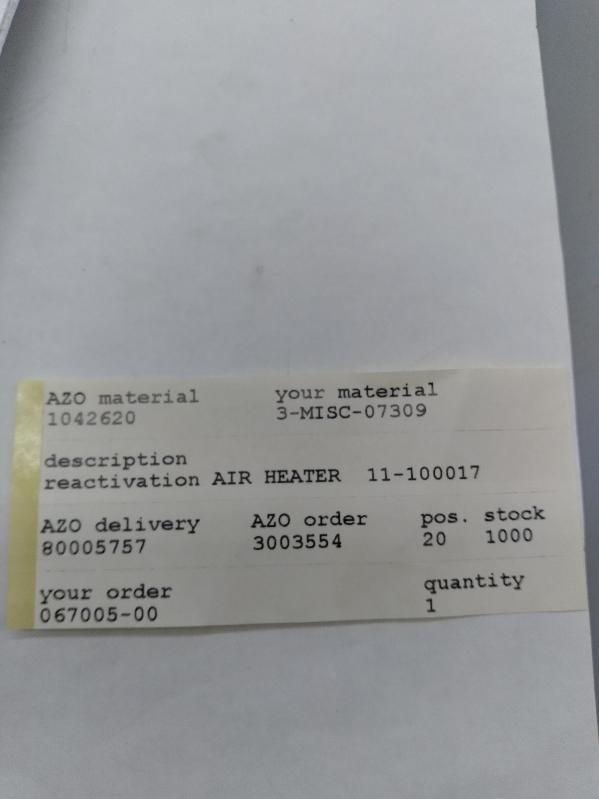 AZO material your material
1042620 3-MISC-07309
description
reactivation AIR HEATER 11-100017
AZO delivery AZO order pos. stock
80005757 3003554 20 1000
your order quantity
067005-00 1